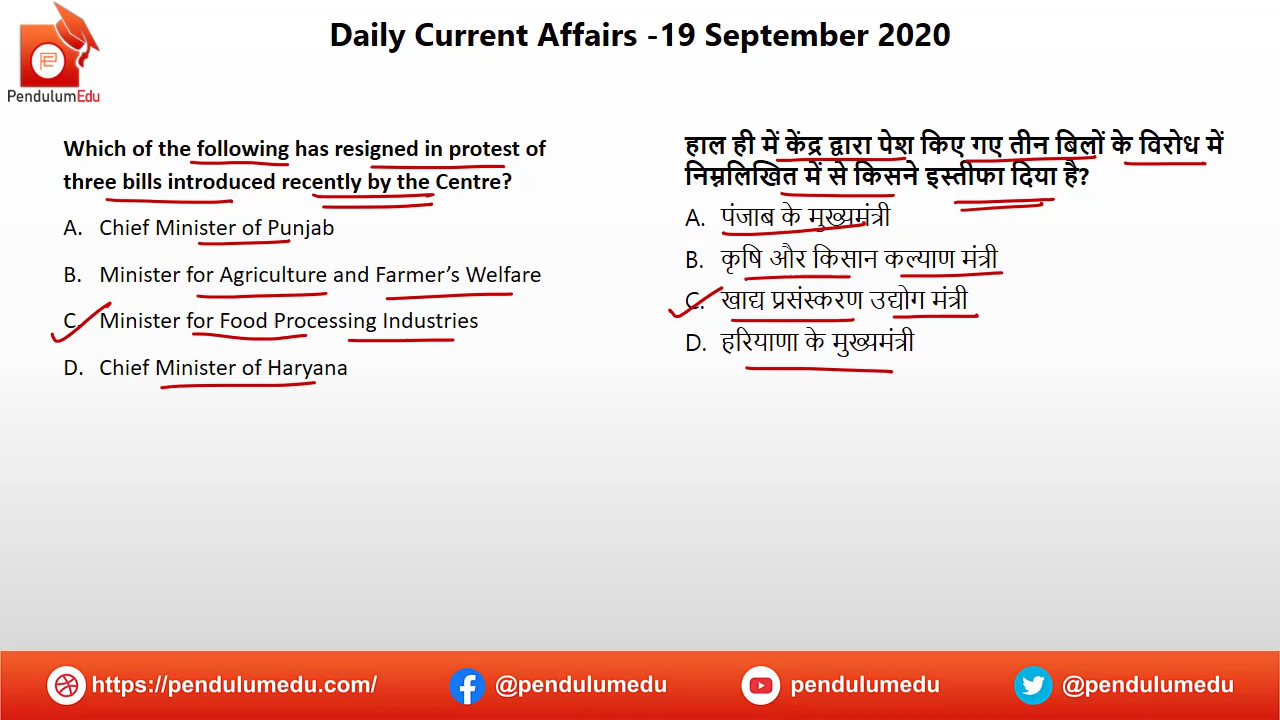 Daily Current Affairs -19 September 2020
PendulumEdu
Which of the following has resigned in protest of
three bills introduced recently by the Centre?
A. Chief Minister of Punjab
B. Minister for Agriculture and Farmer’s Welfare
C. Minister for Food Processing Industries
D. Chief Minister of Haryana
हाल ही में केंद्र द्वारा पेश किए गए तीन बिलों के विरोध में
निम्नलिखित में से किसने इस्तीफा दिया है?
A. पंजाब के मुख्यमंत्री
B. कृषि और किसान कल्याण मंत्री
C. खाद्य प्रसंस्करण उद्योग मंत्री
D. हरियाणा के मुख्यमंत्री
https://pendulumedu.com/ @pendulumedu pendulumedu @pendulumedu